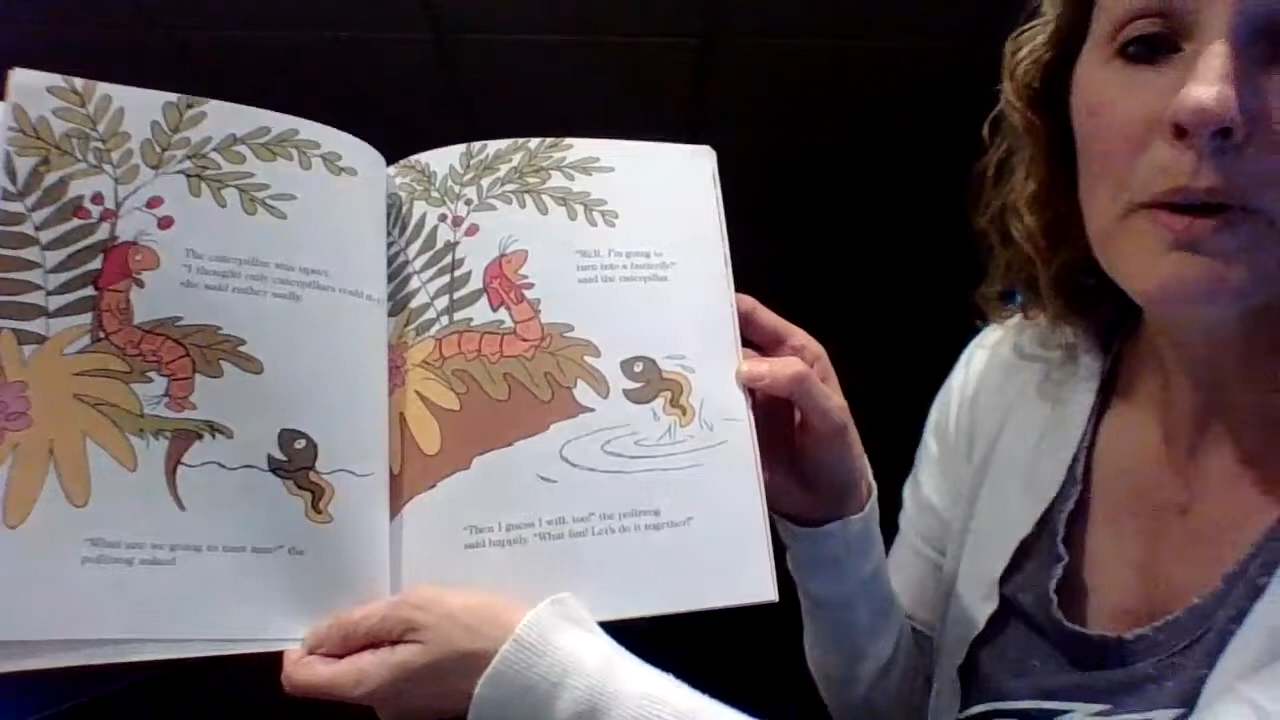 The caterpillar was upset.
"I thought only caterpillars could do
she said rather sadly.
"What are we going to turn into?" the
polliwog asked.
"Well, I'm going to
turn into a butterfly!"
said the caterpillar.
"Then I guess I will, too!" the polliwog
said happily. "What fun! Let's do it together!"